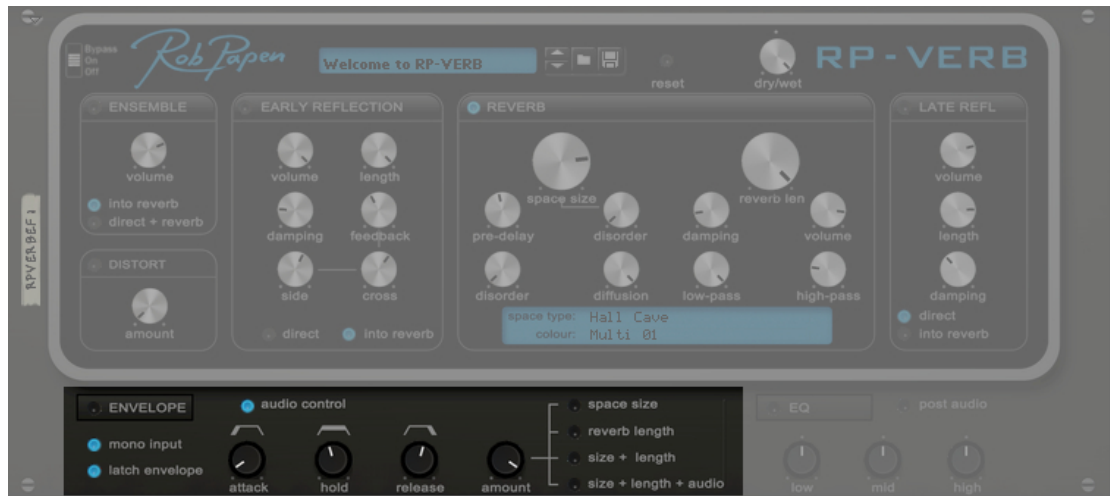 Bypass
On
Off
Rob Papen
Welcome to RP-VERB
reset
dry/wet
RP-VERB
ENSEMBLE
volume
into reverb
direct + reverb
DISTORT
amount
EARLY REFLECTION
volume
length
damping
feedback
side
cross
direct
into reverb
REVERB
space size
reverb len
pre-delay
disorder
damping
volume
disorder
diffusion
low-pass
high-pass
space type: Hall Cave
colour: Multi 01
LATE REFL
volume
length
damping
direct
into reverb
RPVERBEF1
ENVELOPE
audio control
mono input
latch envelope
attack
hold
release
amount
space size
reverb length
size + length
size + length + audio
EQ
post audio
low
mid
high